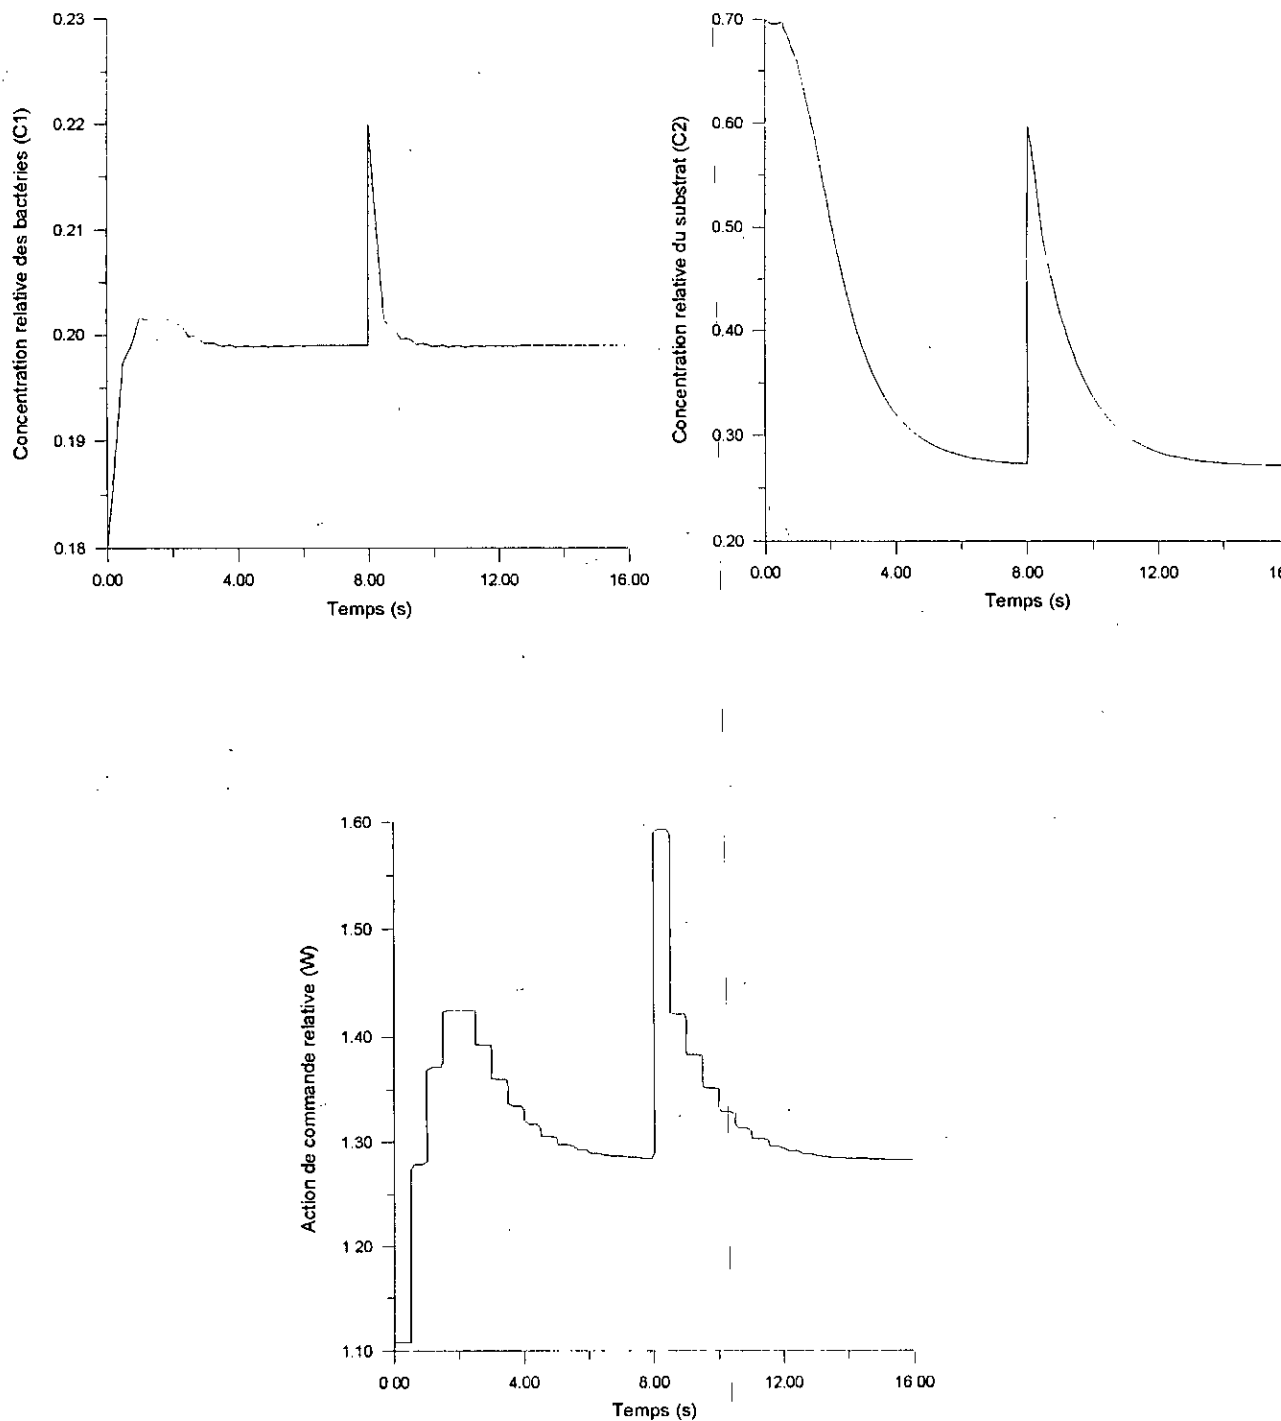 0.23
0.22
0.21
0.20
0.19
0.18
Concentration relative des bactéries (C1)
0.00 4.00 8.00 12.00 16.00
Temps (s)
0.70
0.60
0.50
0.40
0.30
0.20
Concentration relative du substrat (C2)
0.00 4.00 8.00 12.00 16
Temps (s)
1.60
1.50
1.40
1.30
1.20
1.10
Action de commande relative (W)
0.00 4.00 8.00 12.00 16.00
Temps (s)